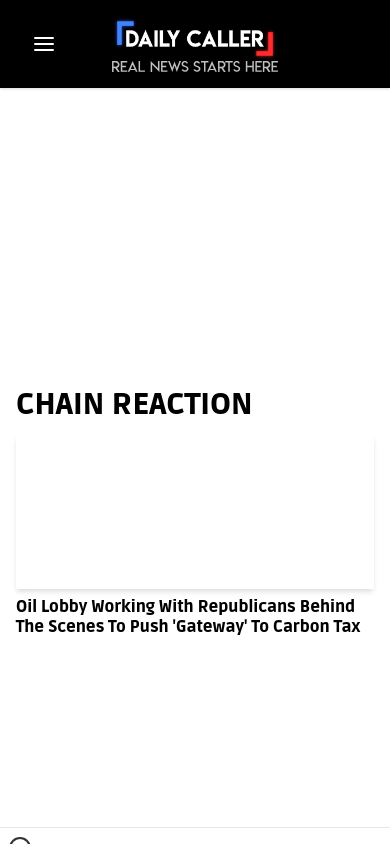 DAILY CALLER
REAL NEWS STARTS HERE
CHAIN REACTION
Oil Lobby Working With Republicans Behind
The Scenes To Push 'Gateway' To Carbon Tax